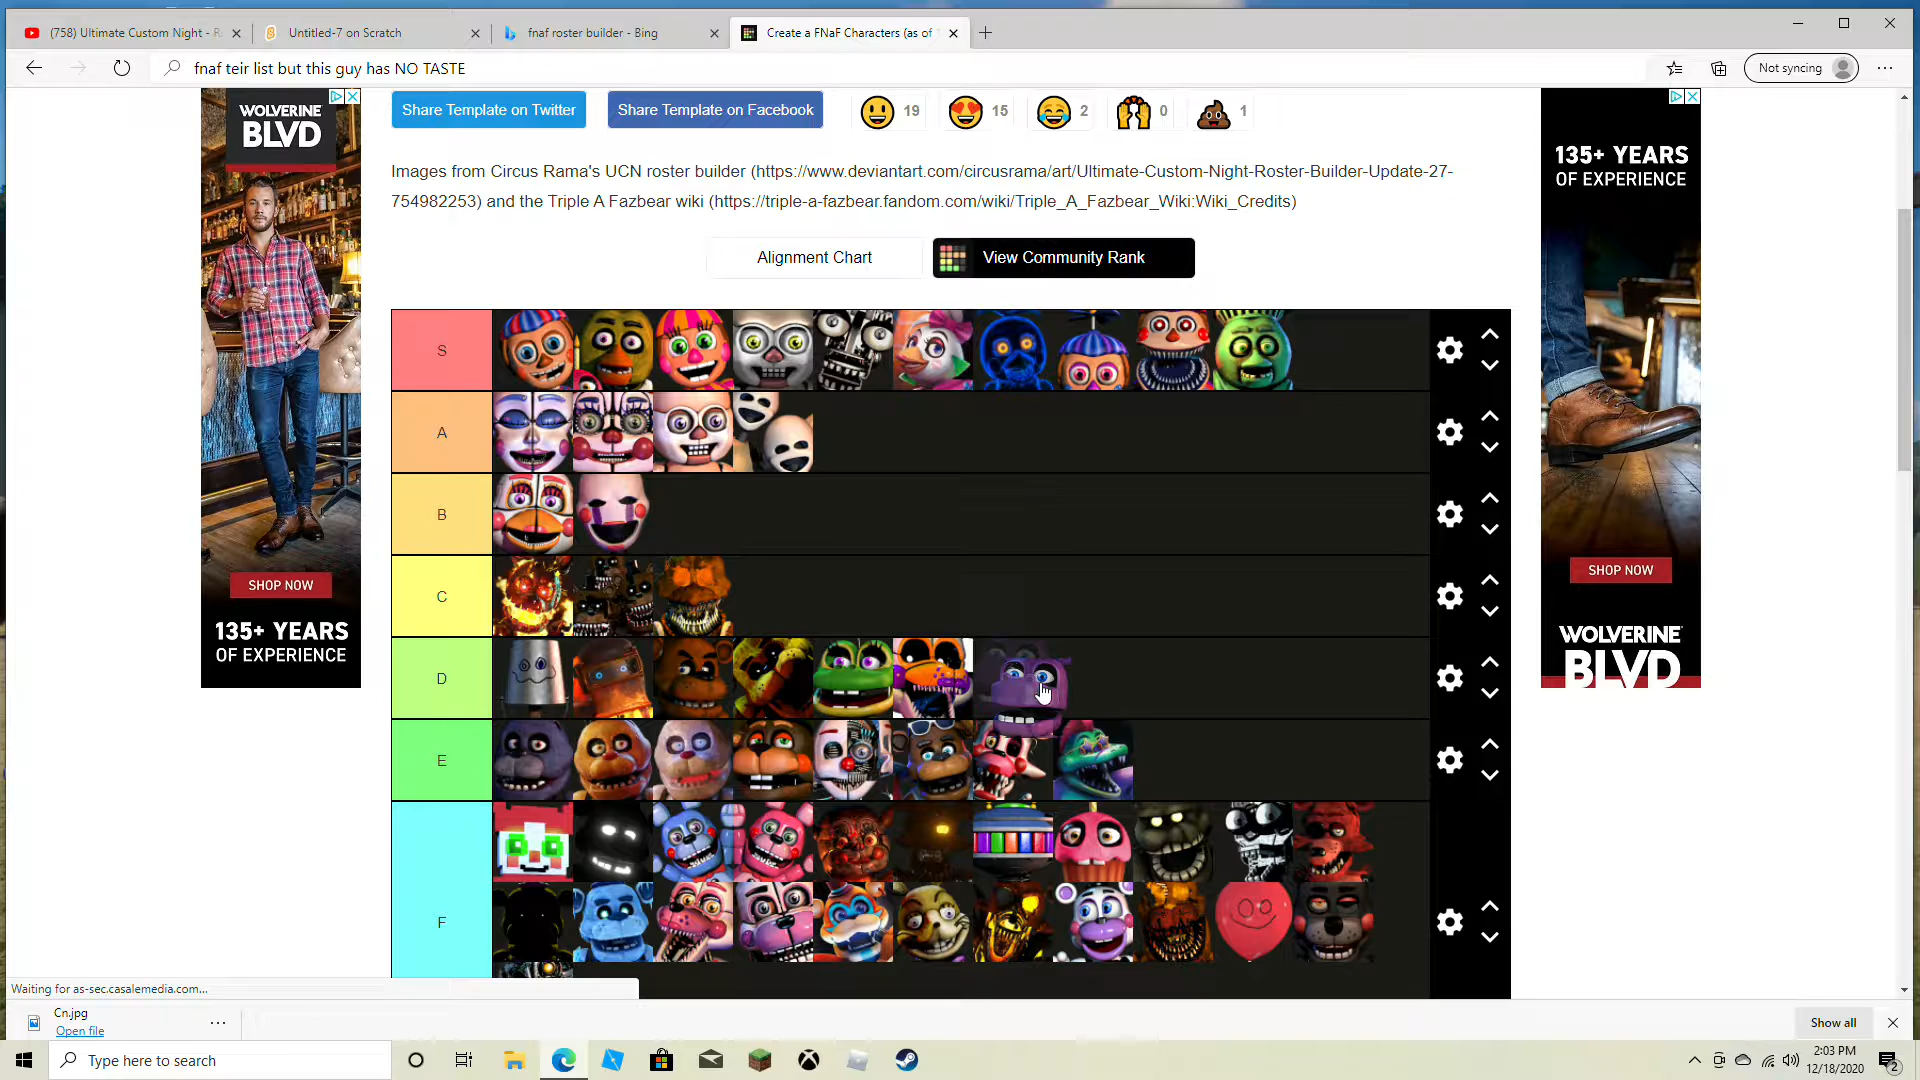 (758) Ultimate Custom Night - R
Untitled-7 on Scratch
fnaf roster builder - Bing
Create a FNaF Characters (as of
fnaf teir list but this guy has NO TASTE
Not syncing
Share Template on Twitter
Share Template on Facebook
19
15
2
0
1
Images from Circus Rama's UCN roster builder (https://www.deviantart.com/circusrama/art/Ultimate-Custom-Night-Roster-Builder-Update-27-
754982253) and the Triple A Fazbear wiki (https://triple-a-fazbear.fandom.com/wiki/Triple_A_Fazbear_Wiki:Wiki_Credits)
Alignment Chart
View Community Rank
WOLVERINE
BLVD
SHOP NOW
135+ YEARS
OF EXPERIENCE
S
A
B
C
D
E
F
135+ YEARS
OF EXPERIENCE
SHOP NOW
WOLVERINE
BLVD
Waiting for as-sec.casalemedia.com...
Cn.jpg
Open file
Show all
Type here to search
2:03 PM
12/18/2020
2